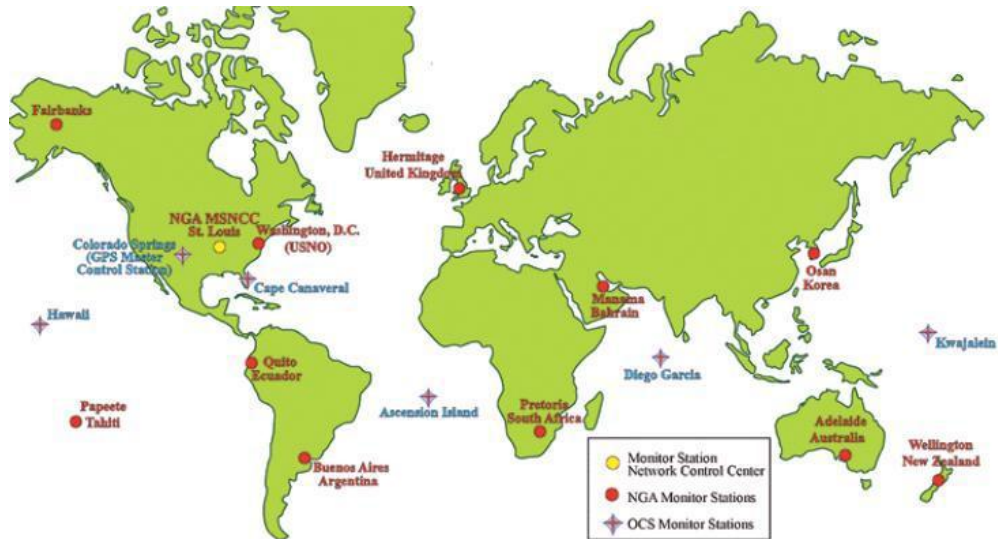 Fairbanks
Hermitage
United Kingdom
NGA MSNCC
St. Louis
Washington, D.C.
(USNO)
Colorado Springs
(GPS Master
Control Station)
Cape Canaveral
Osan
Korea
Manama
Bahrain
Hawaii
Kwajalein
Quito
Ecuador
Diego Garcia
Papeete
Tahiti
Ascension Island
Pretoria
South Africa
Adelaide
Australia
Wellington
New Zealand
Buenos Aires
Argentina
Monitor Station
Network Control Center
NGA Monitor Stations
OCS Monitor Stations